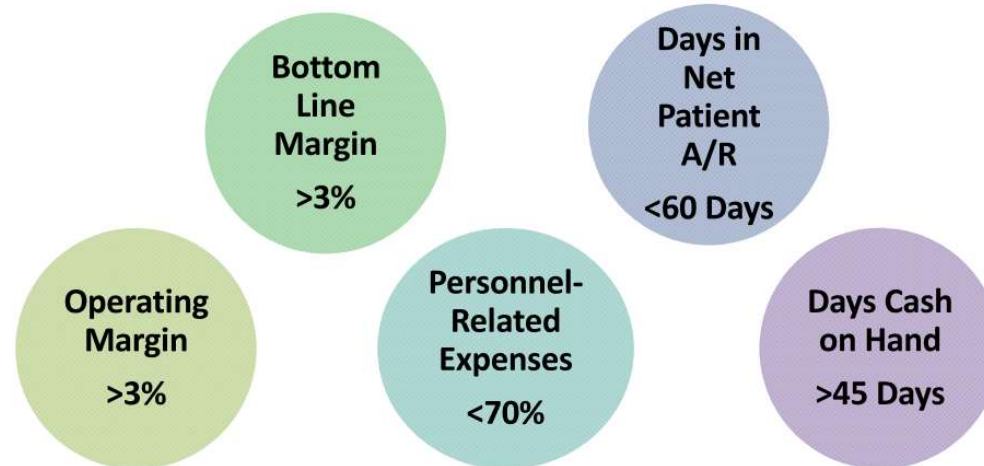 Bottom
Line
Margin
>3%
Days in
Net
Patient
A/R
<60 Days
Operating
Margin
>3%
Personnel-
Related
Expenses
<70%
Days Cash
on Hand
>45 Days